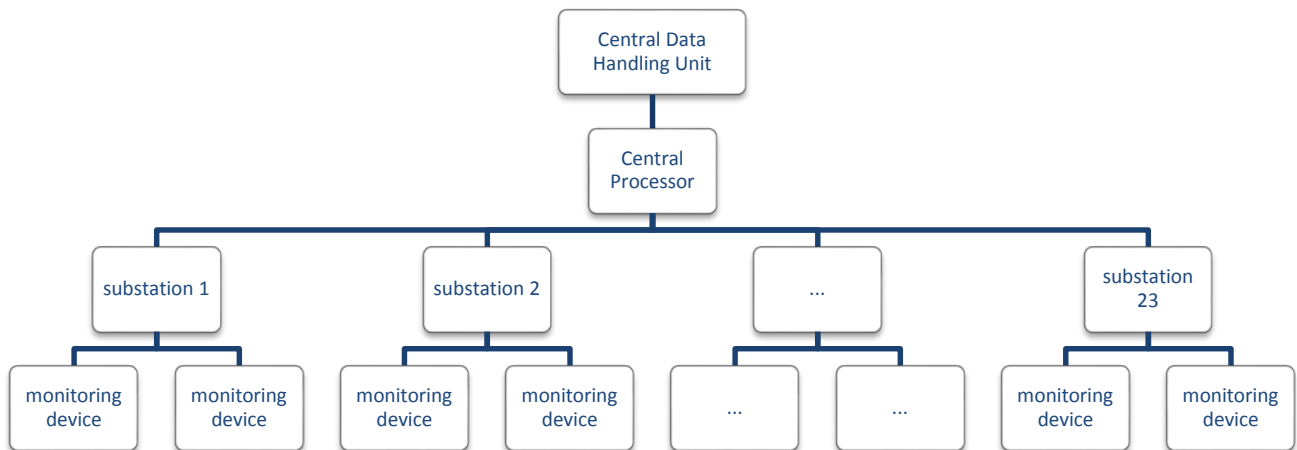 Central Data
Handling Unit
Central
Processor
substation 1
substation 2
...
substation
23
monitoring
device
monitoring
device
monitoring
device
monitoring
device
...
...
monitoring
device
monitoring
device